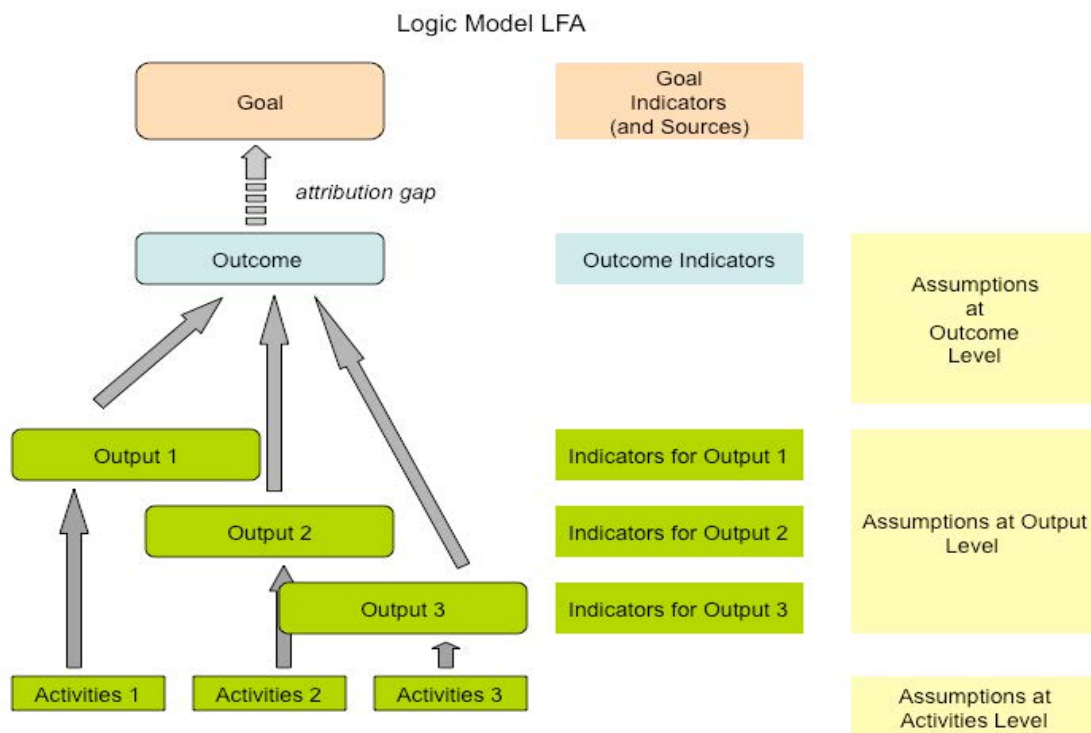 Logic Model LFA
Goal
Goal
Indicators
(and Sources)
attribution gap
Outcome
Outcome Indicators
Assumptions
at
Outcome
Level
Output 1
Indicators for Output 1
Output 2
Indicators for Output 2
Assumptions at Output
Level
Output 3
Indicators for Output 3
Activities 1
Activities 2
Activities 3
Assumptions at
Activities Level